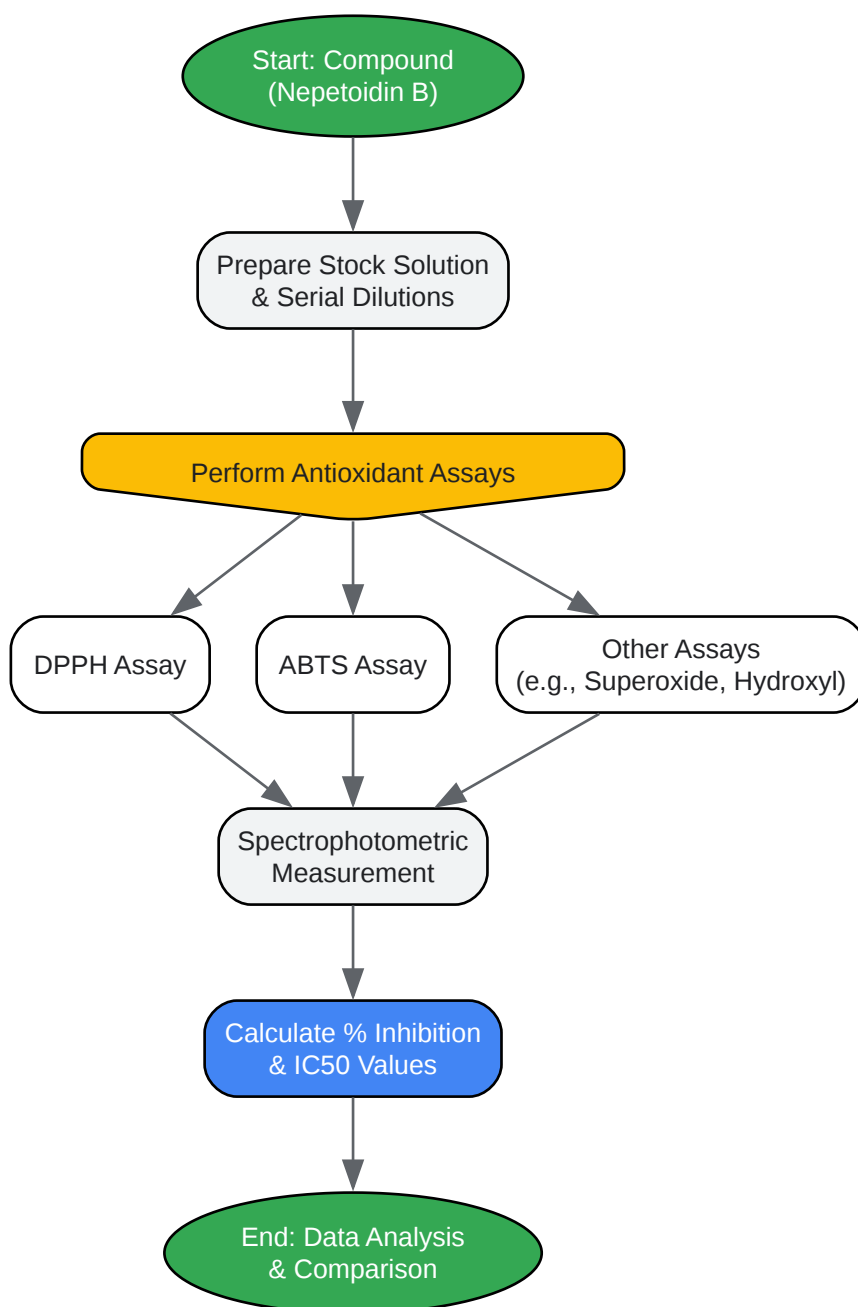 Start: Compound
(Nepetoidin B)
Prepare Stock Solution
& Serial Dilutions
Perform Antioxidant Assays
DPPH Assay
ABTS Assay
Other Assays
(e.g., Superoxide, Hydroxyl)
Spectrophotometric
Measurement
Calculate % Inhibition
& IC50 Values
End: Data Analysis
& Comparison